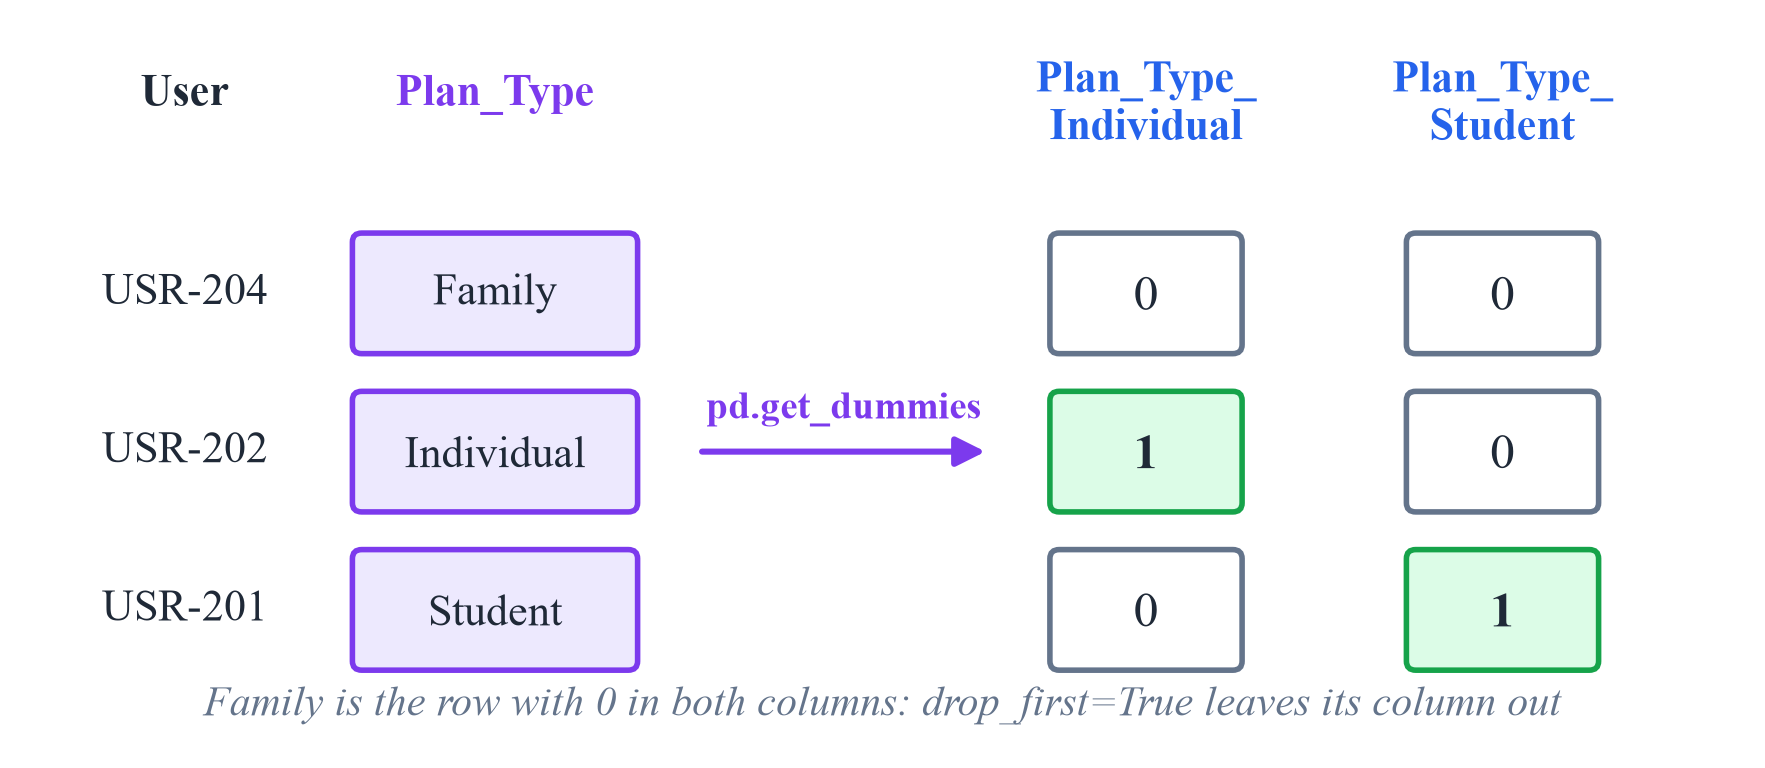 User Plan_Type Plan_Type_ Plan_Type_
Individual Student
USR-204 Family 0 0
pd.get_dummies
USR-202 Individual 1 0
USR-201 Student 0 1
Family is the row with 0 in both columns: drop_first=True leaves its column out